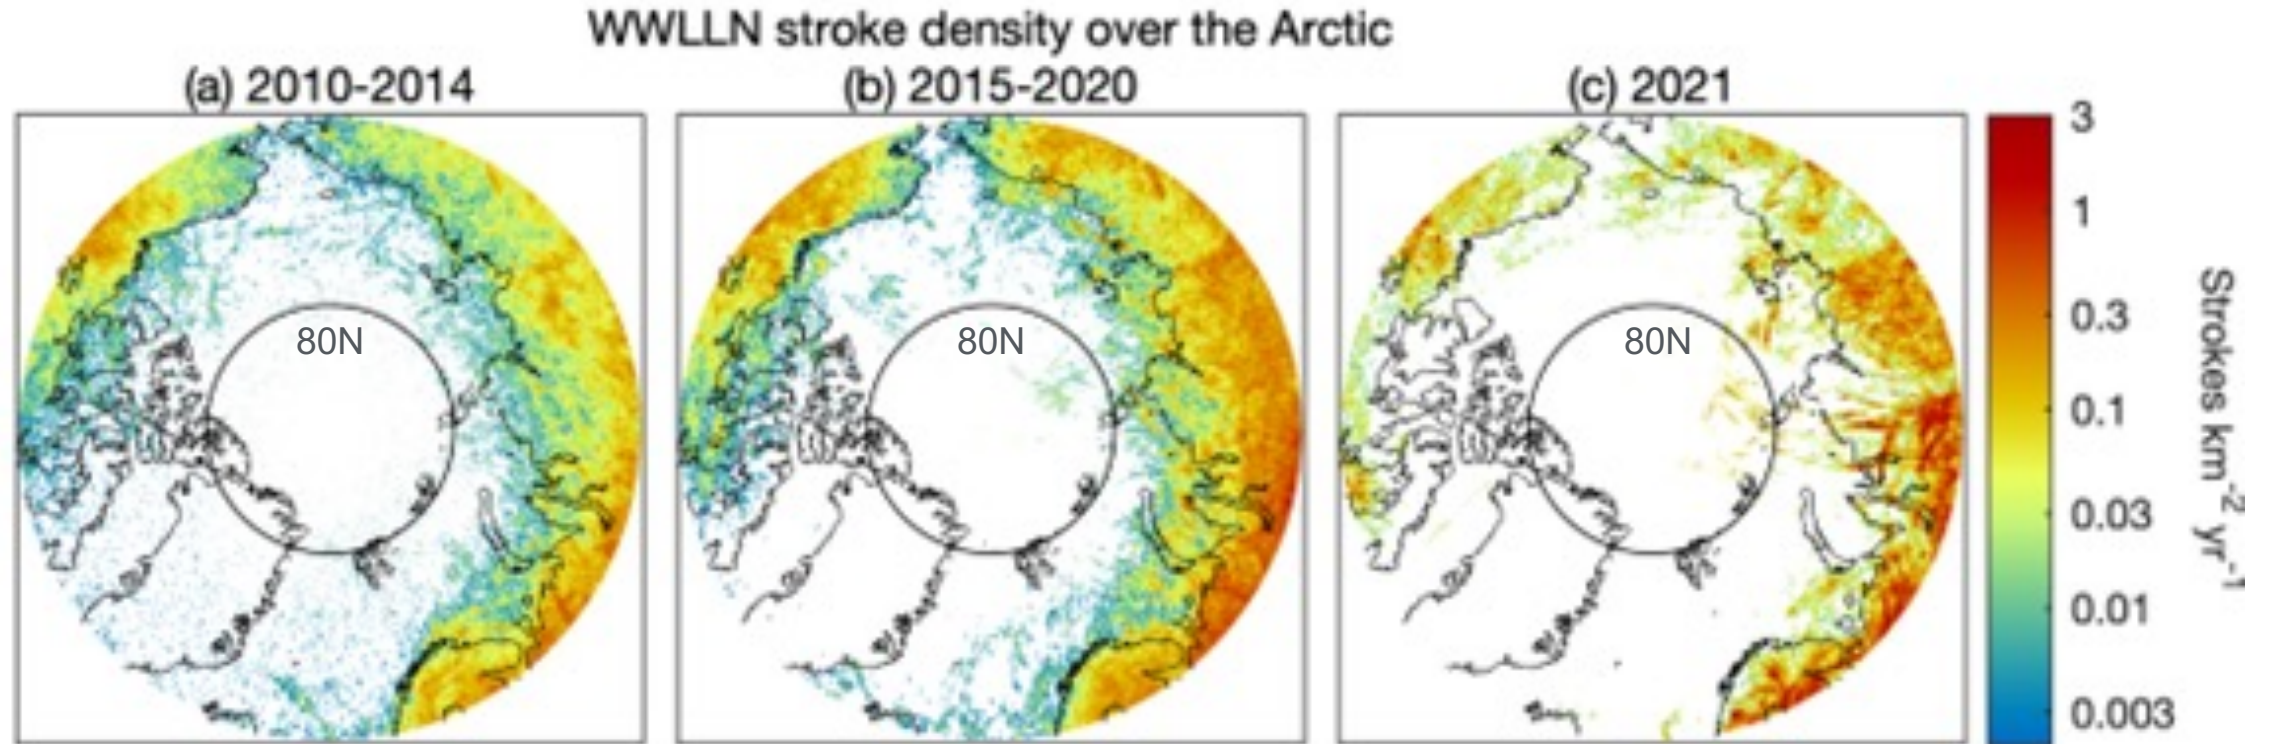 WWLLN stroke density over the Arctic
(a) 2010-2014
(b) 2015-2020
(c) 2021
80N
80N
80N
3
1
0.3
0.1
0.03
0.01
0.003
Strokes km⁻² yr⁻¹